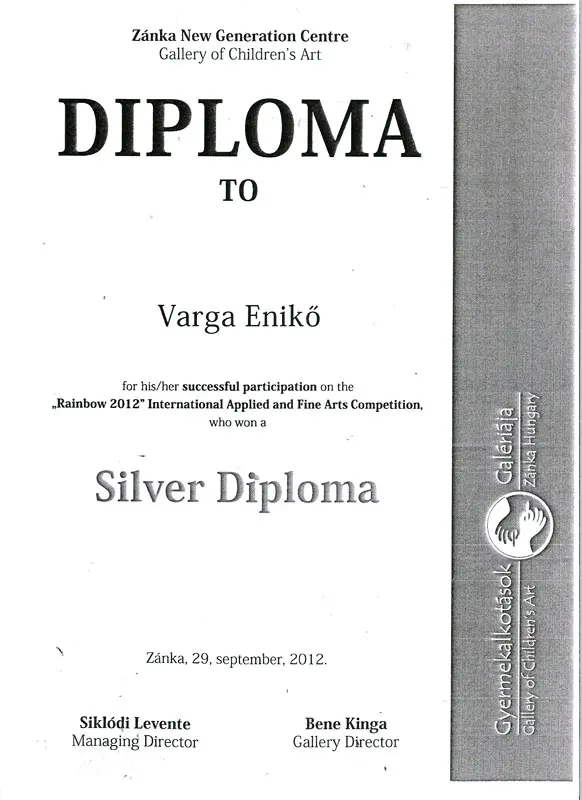 Zánka New Generation Centre
Gallery of Children's Art
DIPLOMA
TO
Varga Enikő
for his/her successful participation on the
„Rainbow 2012" International Applied and Fine Arts Competition,
who won a
Silver Diploma
Zánka, 29, september, 2012.
Siklódi Levente
Managing Director
Bene Kinga
Gallery Director
Gyermekalkotások Galériája
Gallery of Children's Art Zánka Hungary